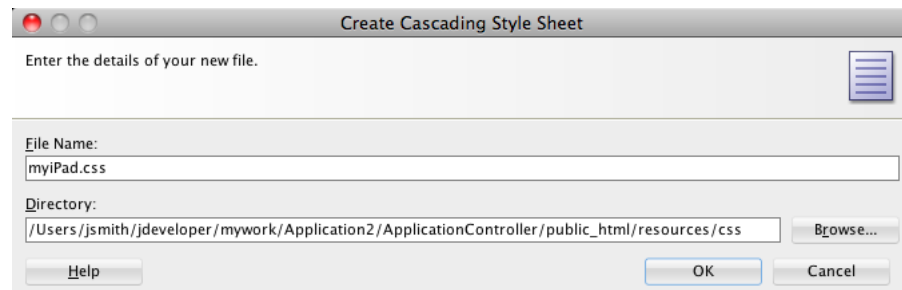 Create Cascading Style Sheet
Enter the details of your new file.
File Name:
myiPad.css
Directory:
/Users/jsmith/jdeveloper/mywork/Application2/ApplicationController/public_html/resources/css
Browse...
Help
OK
Cancel